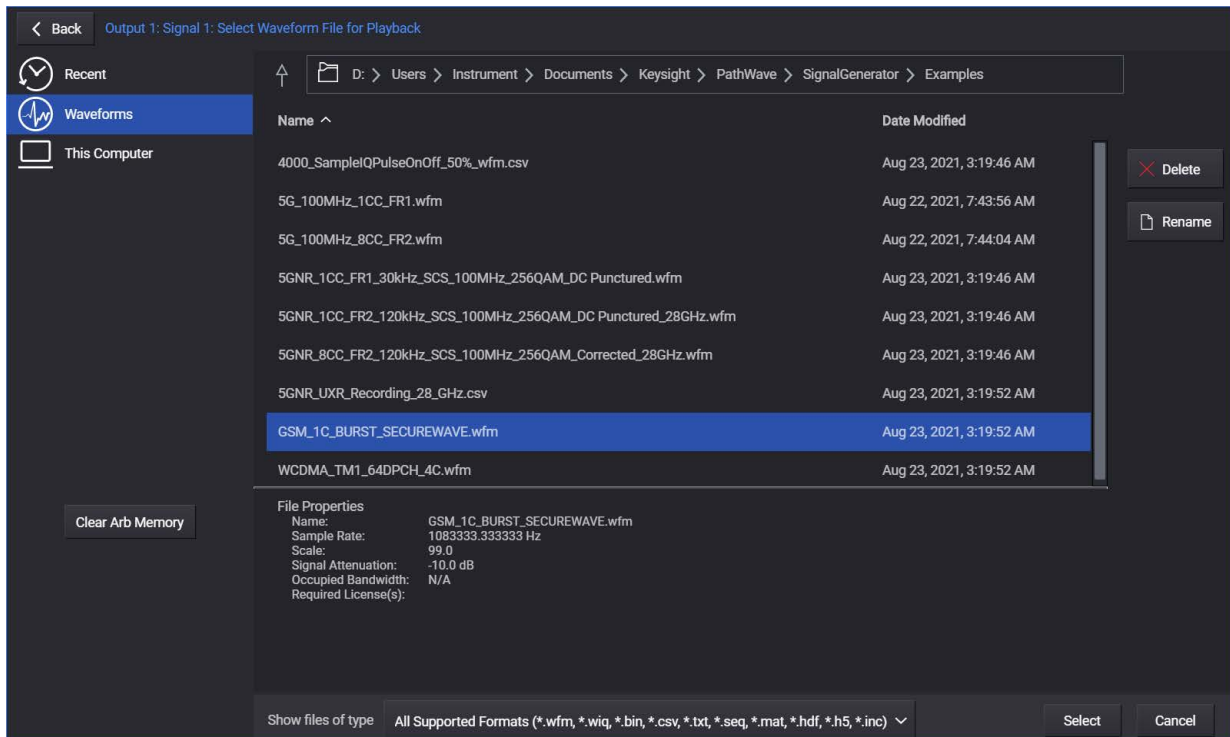 Back
Output 1: Signal 1: Select Waveform File for Playback
Recent
Waveforms
This Computer
Clear Arb Memory
D: > Users > Instrument > Documents > Keysight > PathWave > SignalGenerator > Examples
Name Date Modified
4000_SampleIQPulseOnOff_50%_wfm.csv Aug 23, 2021, 3:19:46 AM
5G_100MHz_1CC_FR1.wfm Aug 22, 2021, 7:43:56 AM
5G_100MHz_8CC_FR2.wfm Aug 22, 2021, 7:44:04 AM
5GNR_1CC_FR1_30kHz_SCS_100MHz_256QAM_DC Punctured.wfm Aug 23, 2021, 3:19:46 AM
5GNR_1CC_FR2_120kHz_SCS_100MHz_256QAM_DC Punctured_28GHz.wfm Aug 23, 2021, 3:19:46 AM
5GNR_8CC_FR2_120kHz_SCS_100MHz_256QAM_Corrected_28GHz.wfm Aug 23, 2021, 3:19:46 AM
5GNR_UXR_Recording_28_GHz.csv Aug 23, 2021, 3:19:52 AM
GSM_1C_BURST_SECUREWAVE.wfm Aug 23, 2021, 3:19:52 AM
WCDMA_TM1_64DPCH_4C.wfm Aug 23, 2021, 3:19:52 AM
Delete
Rename
File Properties
Name: GSM_1C_BURST_SECUREWAVE.wfm
Sample Rate: 1083333.333333 Hz
Scale: 99.0
Signal Attenuation: -10.0 dB
Occupied Bandwidth: N/A
Required License(s):
Show files of type All Supported Formats (*.wfm, *.wiq, *.bin, *.csv, *.txt, *.seq, *.mat, *.hdf, *.h5, *.inc)
Select
Cancel